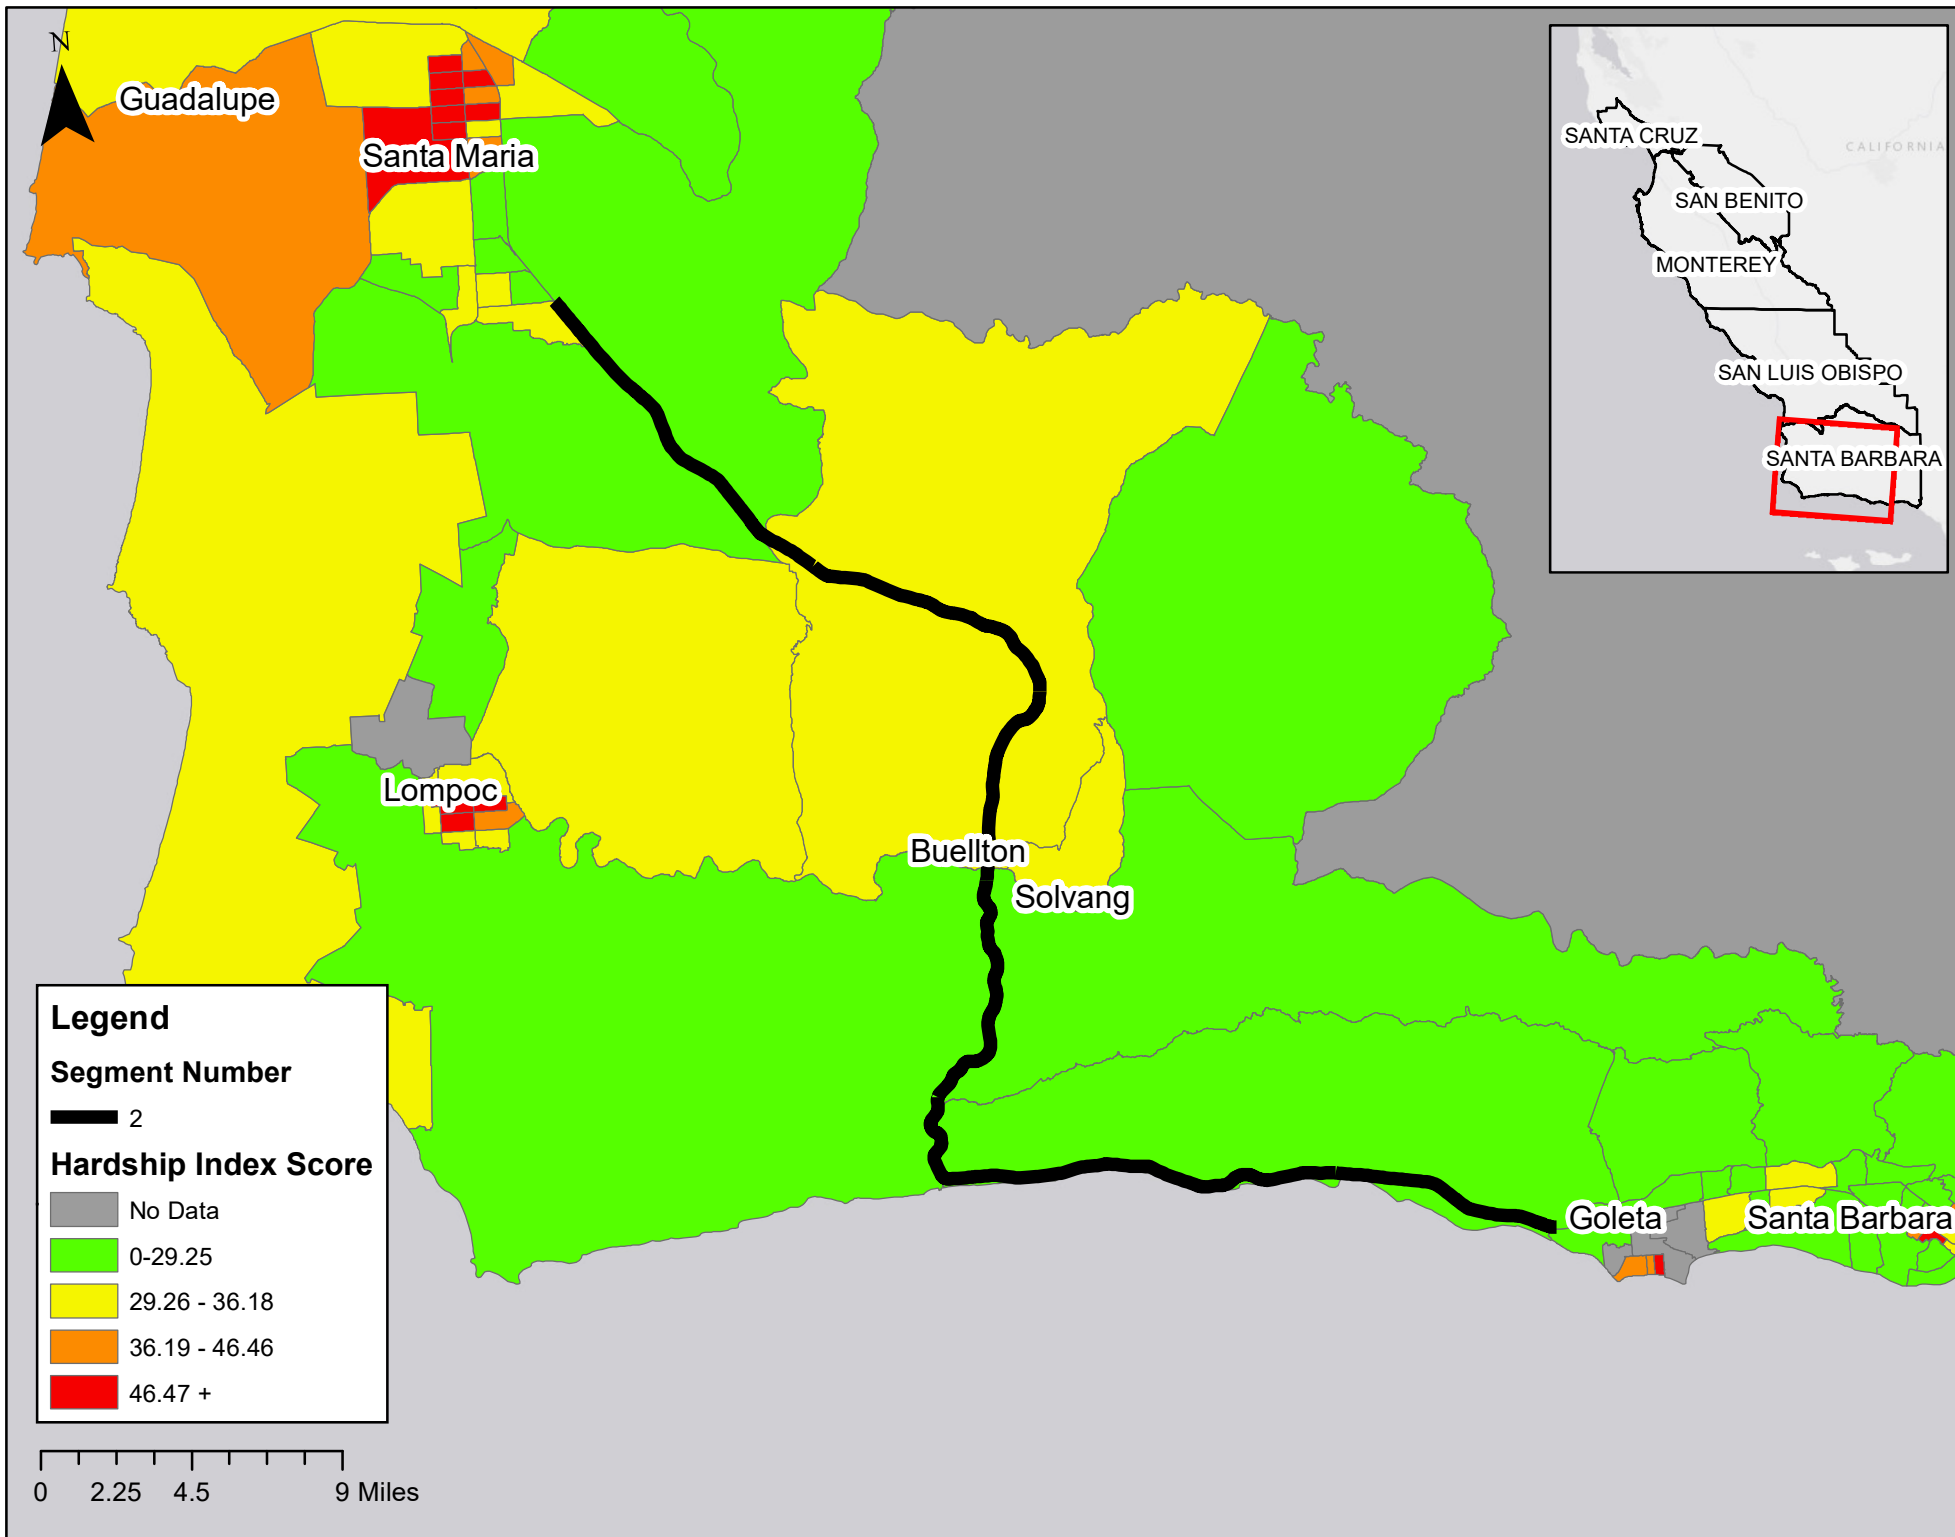 N
Guadalupe
Santa Maria
Lompoc
Buellton
Solvang
Goleta
Santa Barbara
SANTA CRUZ
CALIFORNIA
SAN BENITO
MONTEREY
SAN LUIS OBISPO
SANTA BARBARA
Legend
Segment Number
2
Hardship Index Score
No Data
0-29.25
29.26 - 36.18
36.19 - 46.46
46.47 +
0 2.25 4.5 9 Miles